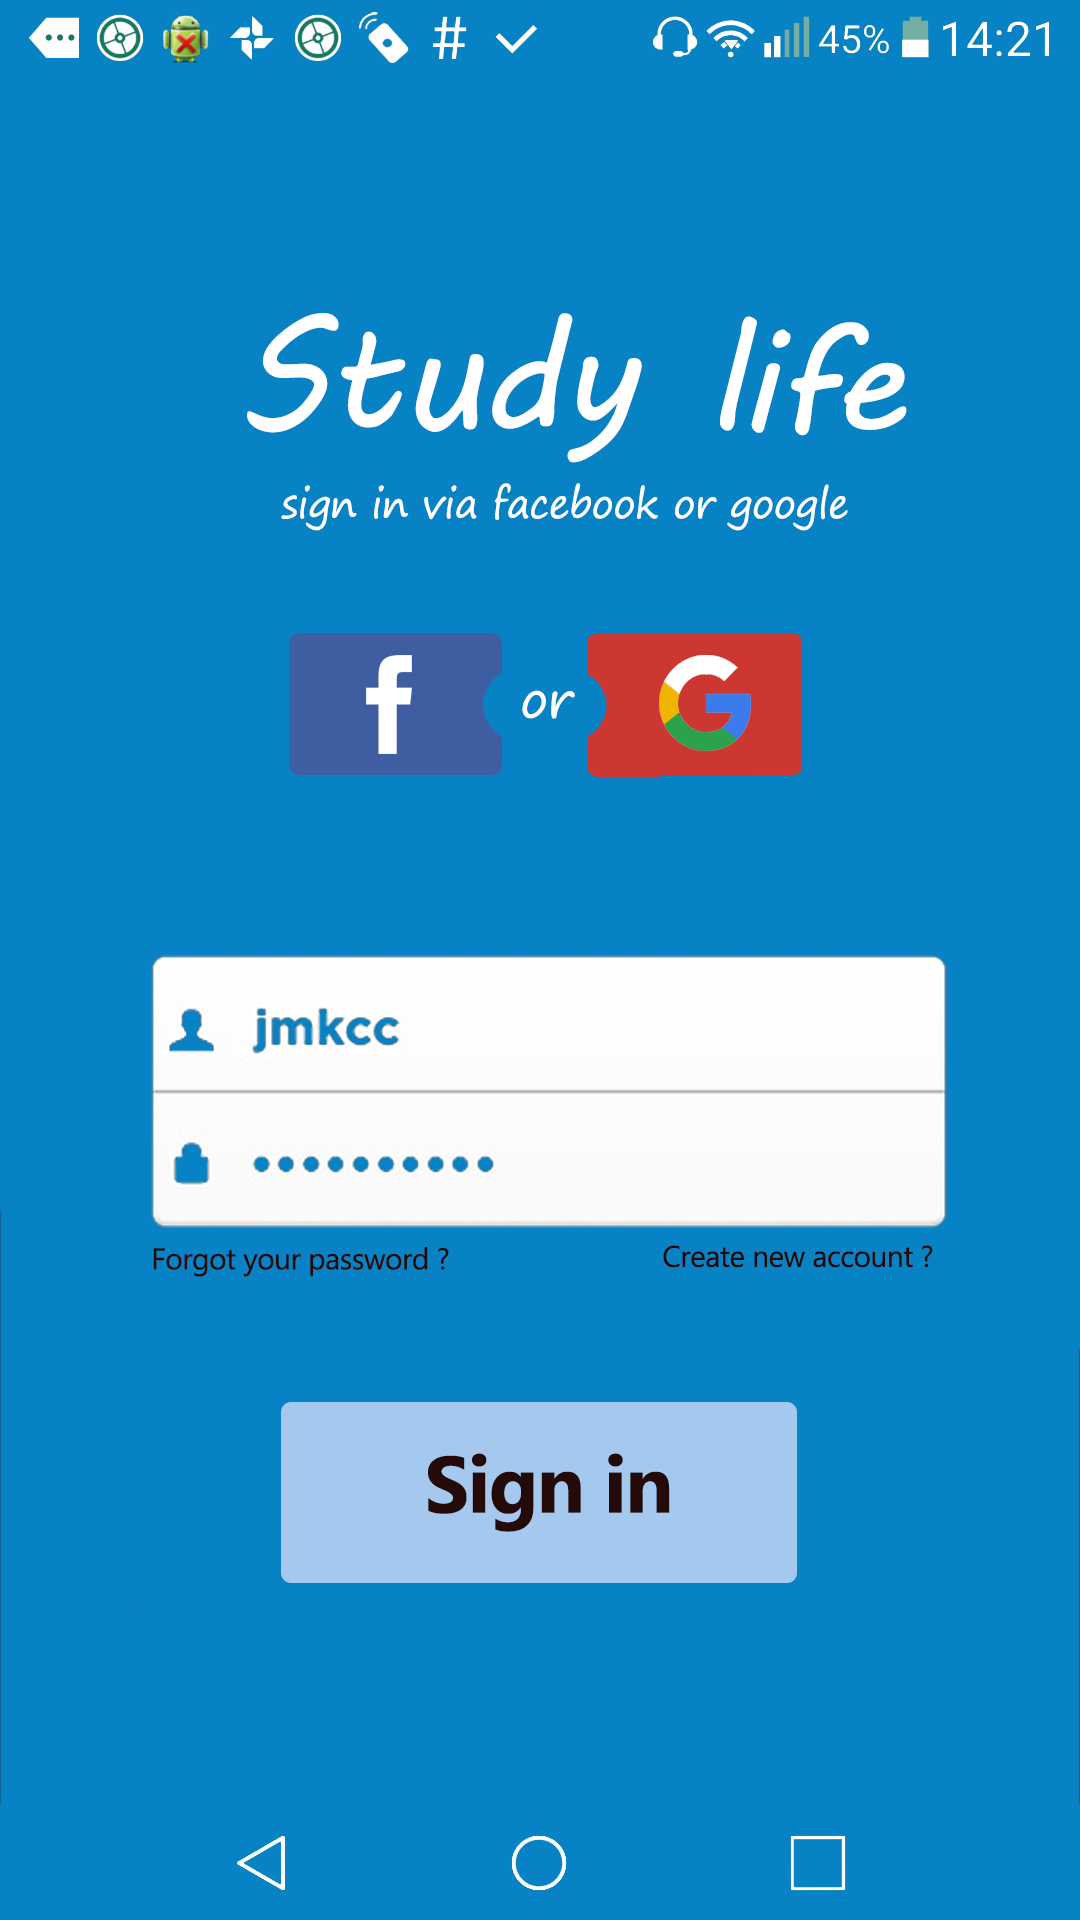 45% 14:21
Study life
sign in via facebook or google
f or G
jmkcc
••••••••••
Forgot your password ? Create new account ?
Sign in